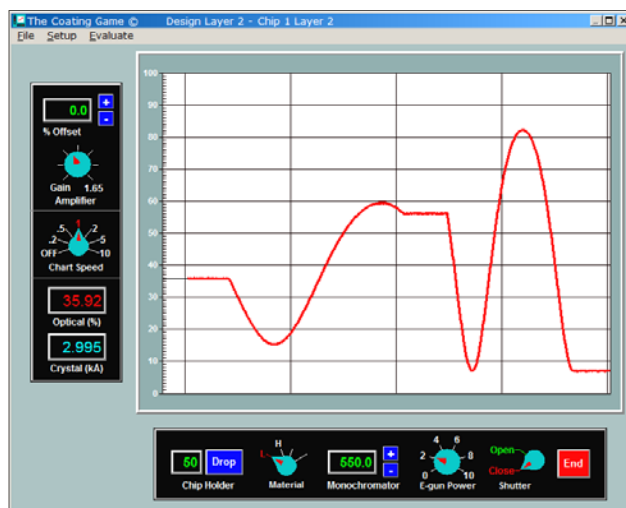 The Coating Game © Design Layer 2 - Chip 1 Layer 2
File Setup Evaluate
0.0
+
-
% Offset
Gain 1.65
Amplifier
.5 1 2
.2 5
OFF 10
Chart Speed
35.92
Optical (%)
2.995
Crystal (kÅ)
100
90
80
70
60
50
40
30
20
10
0
50 Drop
Chip Holder
L H
Material
550.0
+
-
Monochromator
4 6
2 8
0 10
E-gun Power
Open
Close
Shutter
End